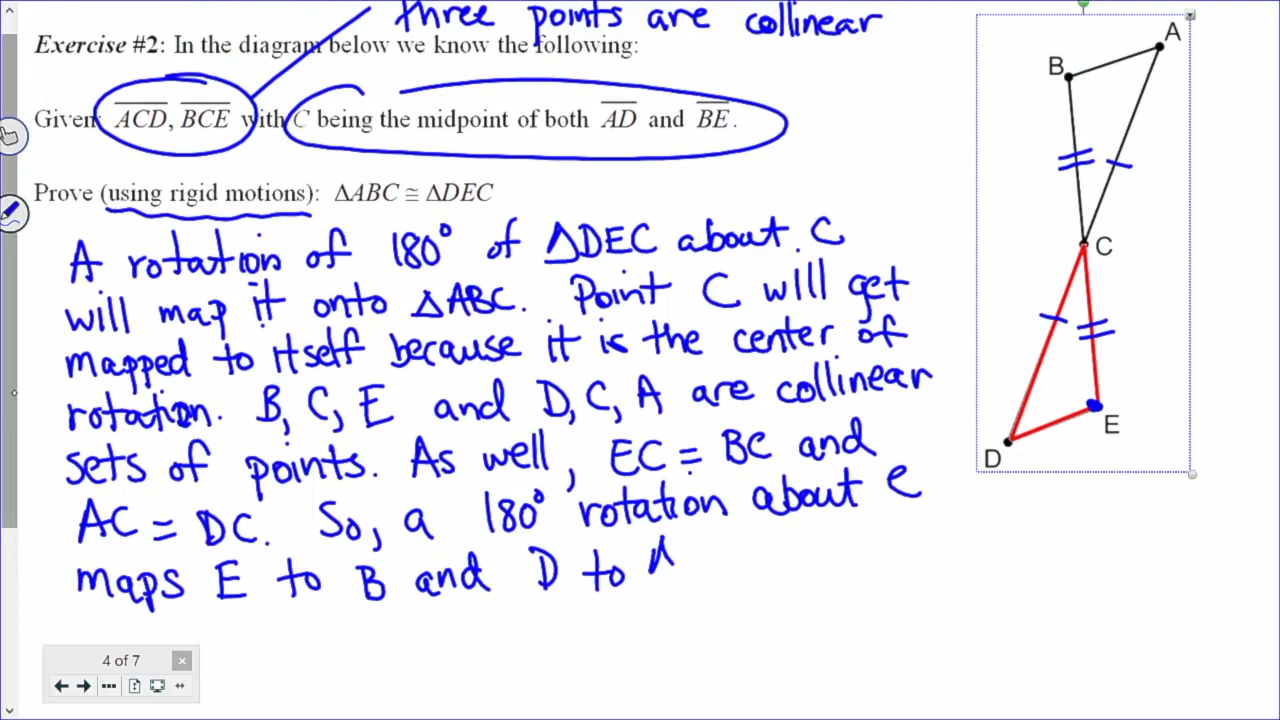 three points are collinear
Exercise #2: In the diagram below we know the following:
Given: ACD, BCE with C being the midpoint of both AD and BE.
Prove (using rigid motions): ΔABC ≅ ΔDEC
A rotation of 180° of ΔDEC about C
will map it onto ΔABC. Point C will get
mapped to itself because it is the center of
rotation. B, C, E and D, C, A are collinear
sets of points. As well, EC = BC and
AC = DC. So, a 180° rotation about C
maps E to B and D to A
A
B
C
E
D
4 of 7